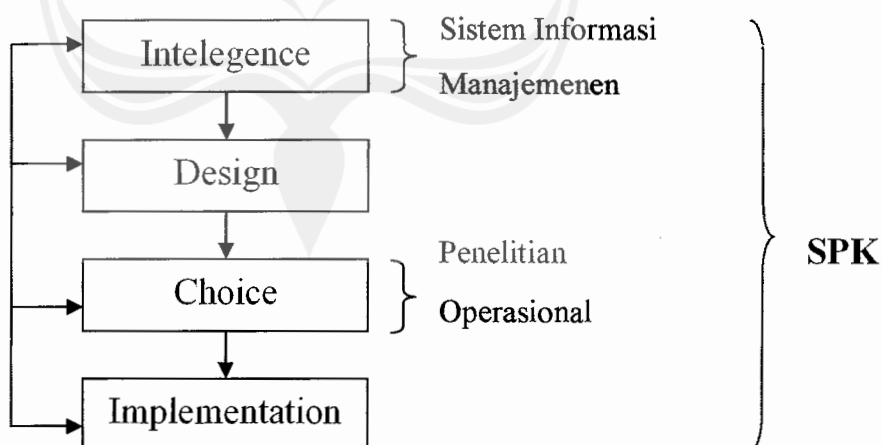 Intelegence
Sistem Informasi
Manajemenen
Design
Choice
Penelitian
Operasional
Implementation
SPK